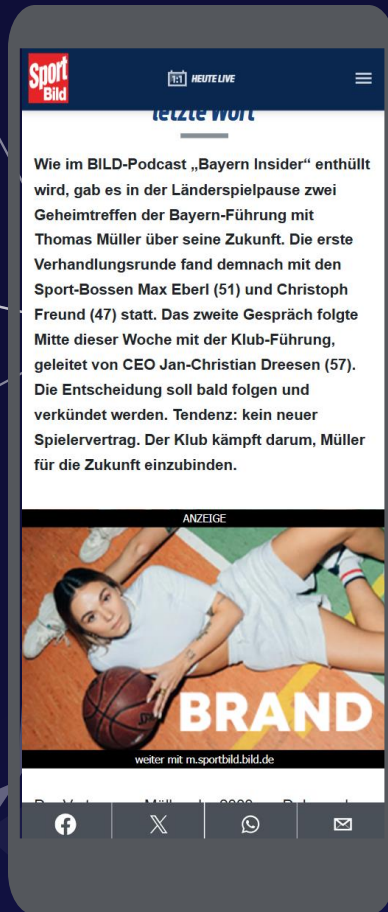 Sport
Bild
1:1 HEUTE LIVE
letzte Wort
Wie im BILD-Podcast „Bayern Insider“ enthüllt
wird, gab es in der Länderspielpause zwei
Geheimtreffen der Bayern-Führung mit
Thomas Müller über seine Zukunft. Die erste
Verhandlungsrunde fand demnach mit den
Sport-Bossen Max Eberl (51) und Christoph
Freund (47) statt. Das zweite Gespräch folgte
Mitte dieser Woche mit der Klub-Führung,
geleitet von CEO Jan-Christian Dreesen (57).
Die Entscheidung soll bald folgen und
verkündet werden. Tendenz: kein neuer
Spielervertrag. Der Klub kämpft darum, Müller
für die Zukunft einzubinden.
ANZEIGE
BRAND
weiter mit m.sportbild.bild.de